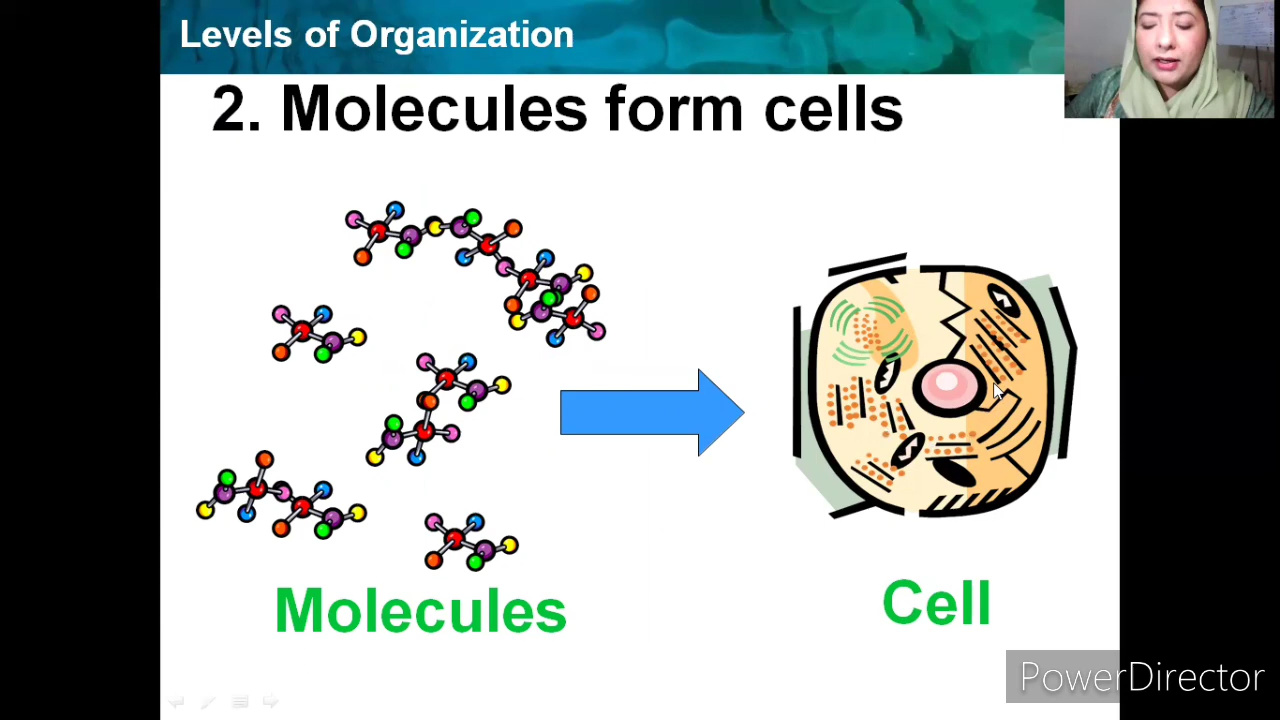 Levels of Organization
2. Molecules form cells
Molecules
Cell
PowerDirector